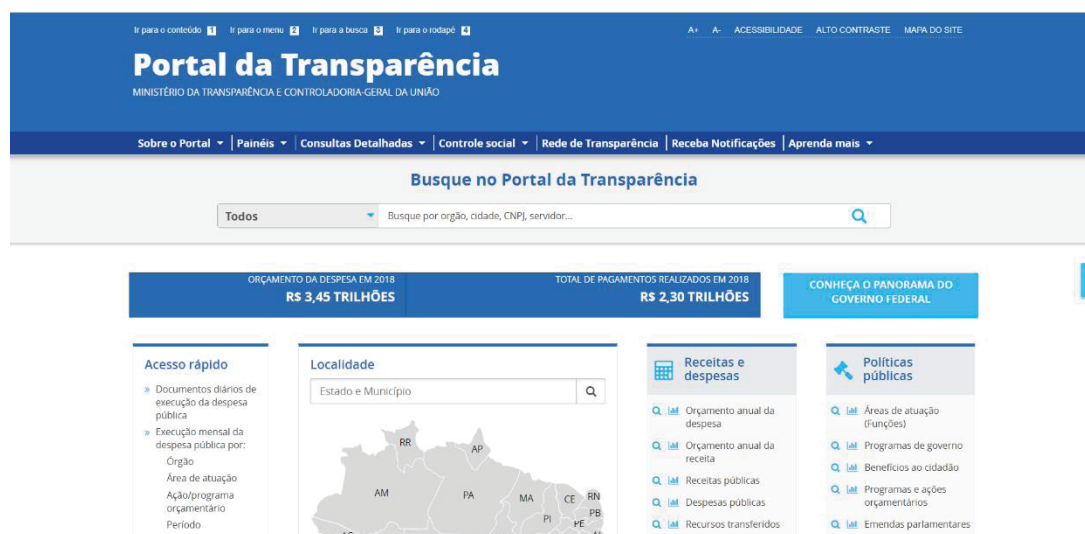 Ir para o conteúdo 1 Ir para o menu 2 Ir para a busca 3 Ir para o rodapé 4
A+ A- ACESSIBILIDADE ALTO CONTRASTE MAPA DO SITE
Portal da Transparência
MINISTÉRIO DA TRANSPARÊNCIA E CONTROLADORIA-GERAL DA UNIÃO
Sobre o Portal Painéis Consultas Detalhadas Controle social Rede de Transparência Receba Notificações Aprenda mais
Busque no Portal da Transparência
Todos
Busque por orgão, cidade, CNPJ, servidor...
ORÇAMENTO DA DESPESA EM 2018
R$ 3,45 TRILHÕES
TOTAL DE PAGAMENTOS REALIZADOS EM 2018
R$ 2,30 TRILHÕES
CONHEÇA O PANORAMA DO
GOVERNO FEDERAL
Acesso rápido
» Documentos diários de
execução da despesa
pública
» Execução mensal da
despesa pública por:
Órgão
Área de atuação
Ação/programa
orçamentário
Período
Localidade
Estado e Município
RR
AP
AM
PA
MA
CE
RN
PB
PI
PE
Receitas e
despesas
Orçamento anual da
despesa
Orçamento anual da
receita
Receitas públicas
Despesas públicas
Recursos transferidos
Políticas
públicas
Áreas de atuação
(Funções)
Programas de governo
Benefícios ao cidadão
Programas e ações
orçamentários
Emendas parlamentares